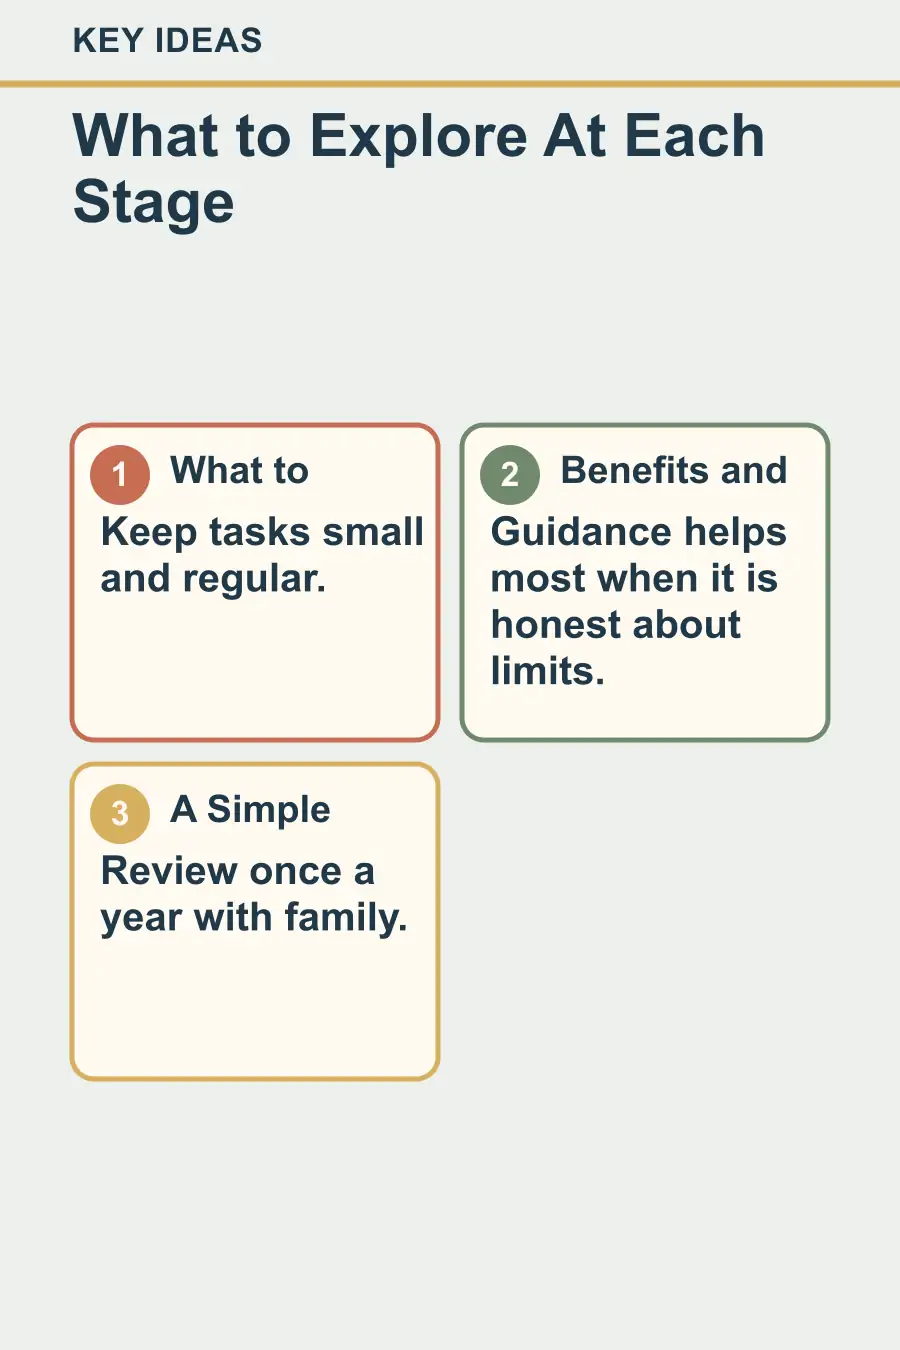 KEY IDEAS
What to Explore At Each
Stage
1 What to
Keep tasks small
and regular.
2 Benefits and
Guidance helps
most when it is
honest about
limits.
3 A Simple
Review once a
year with family.